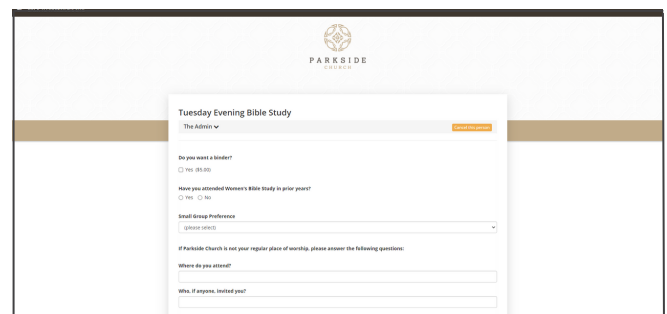 PARKSIDE
CHURCH
Tuesday Evening Bible Study
The Admin
Cancel this person
Do you want a binder?
Yes ($5.00)
Have you attended Women's Bible Study in prior years?
Yes No
Small Group Preference
(please select)
If Parkside Church is not your regular place of worship, please answer the following questions:
Where do you attend?
Who, if anyone, invited you?